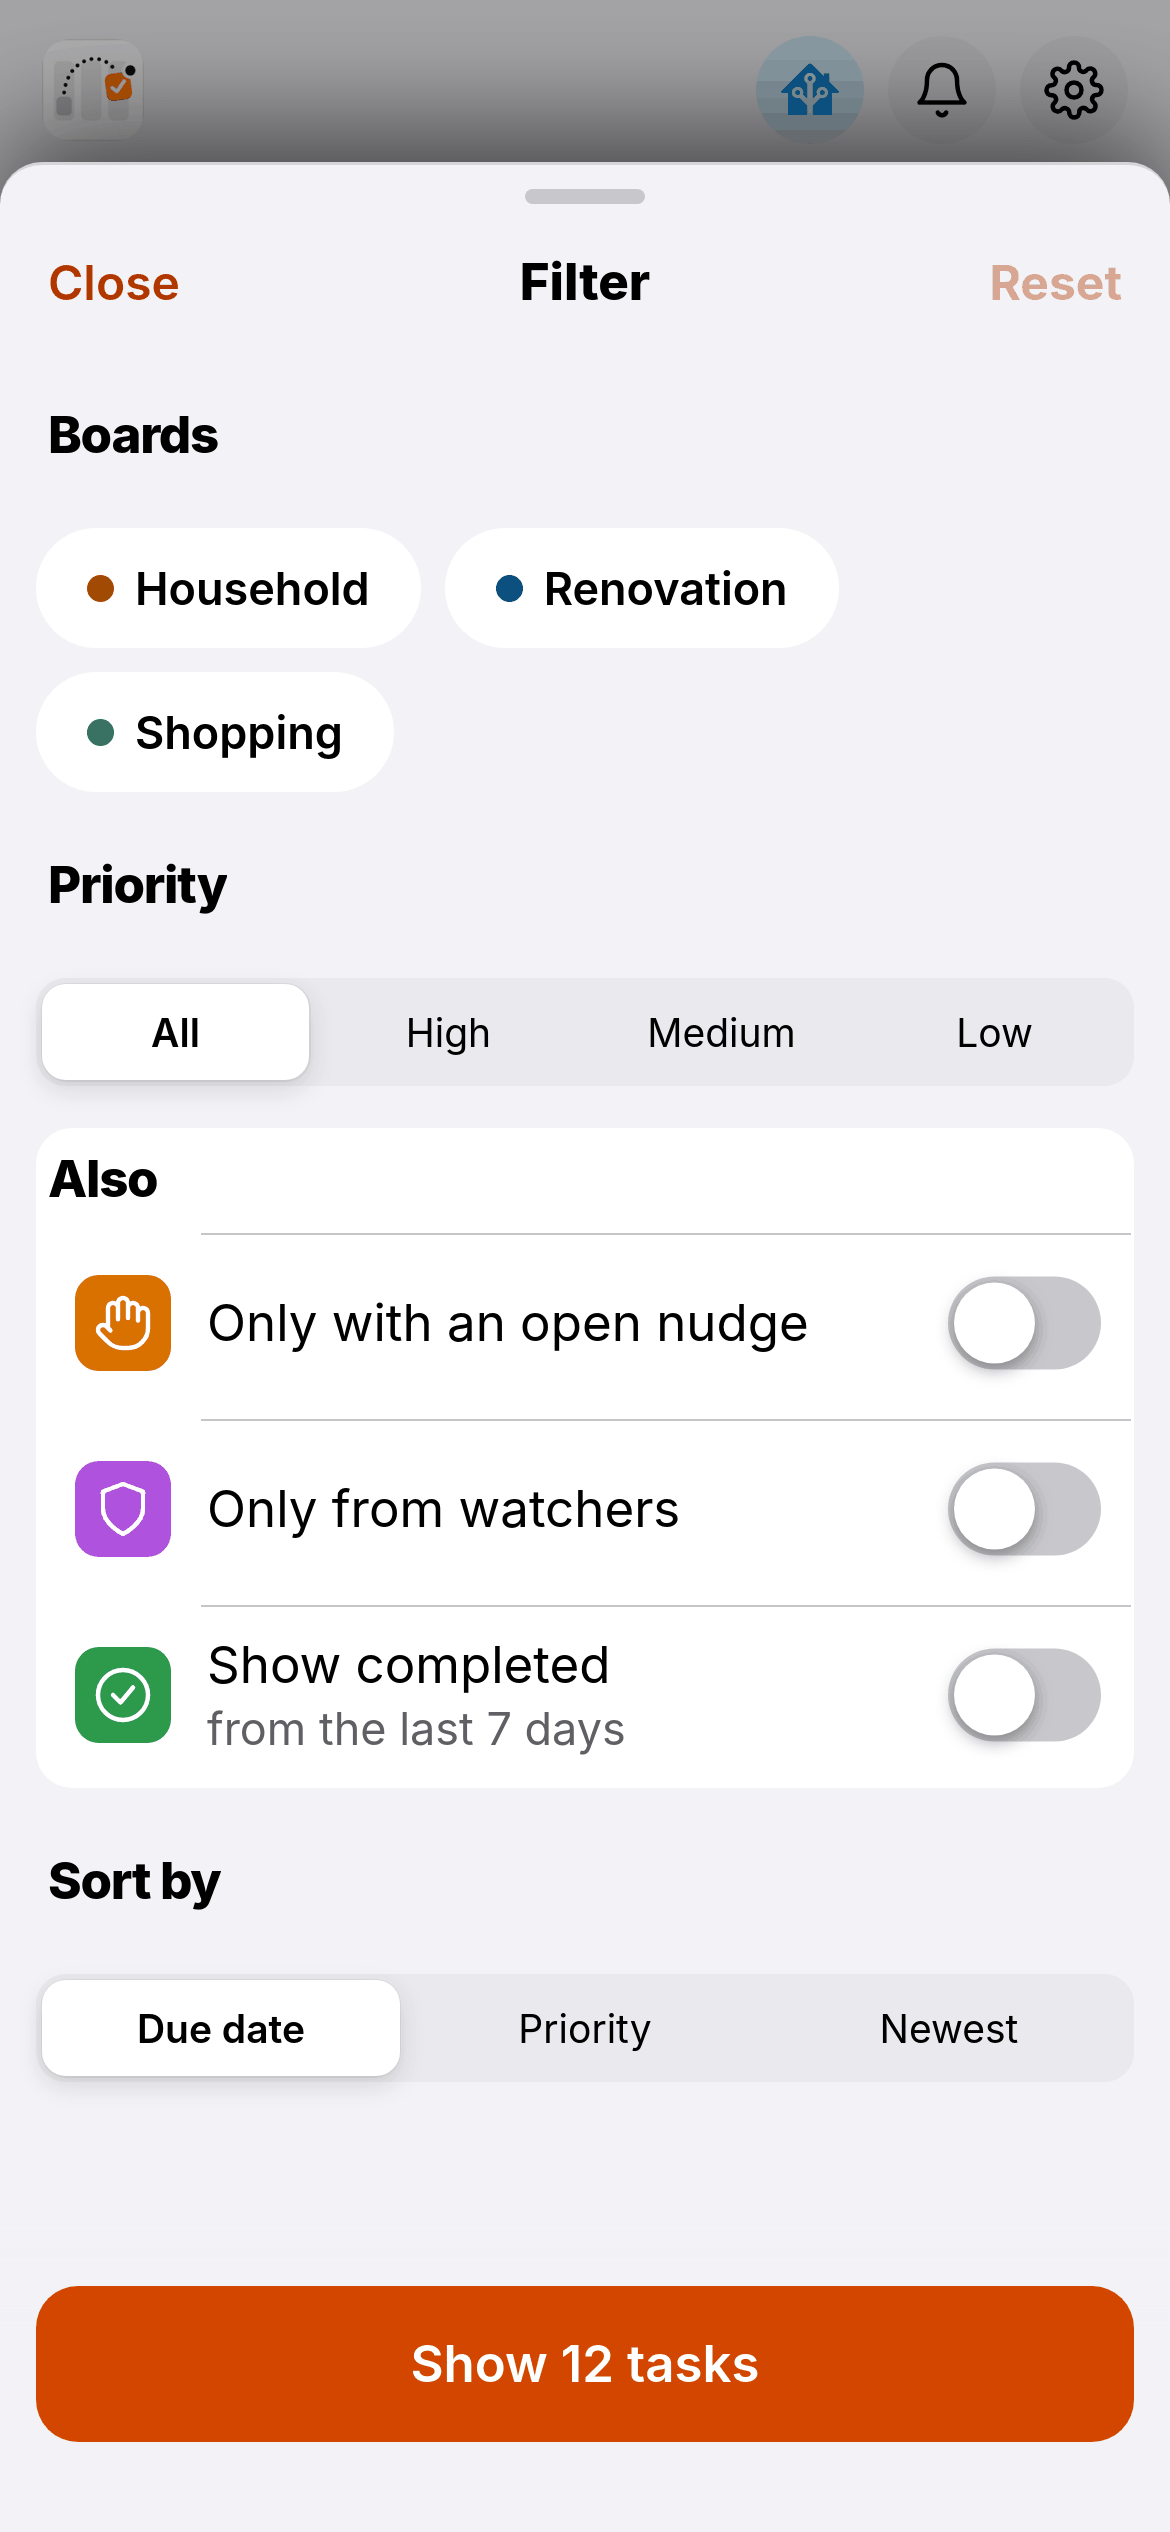 Close
Filter
Reset
Boards
Household
Renovation
Shopping
Priority
All
High
Medium
Low
Also
Only with an open nudge
Only from watchers
Show completed
from the last 7 days
Sort by
Due date
Priority
Newest
Show 12 tasks